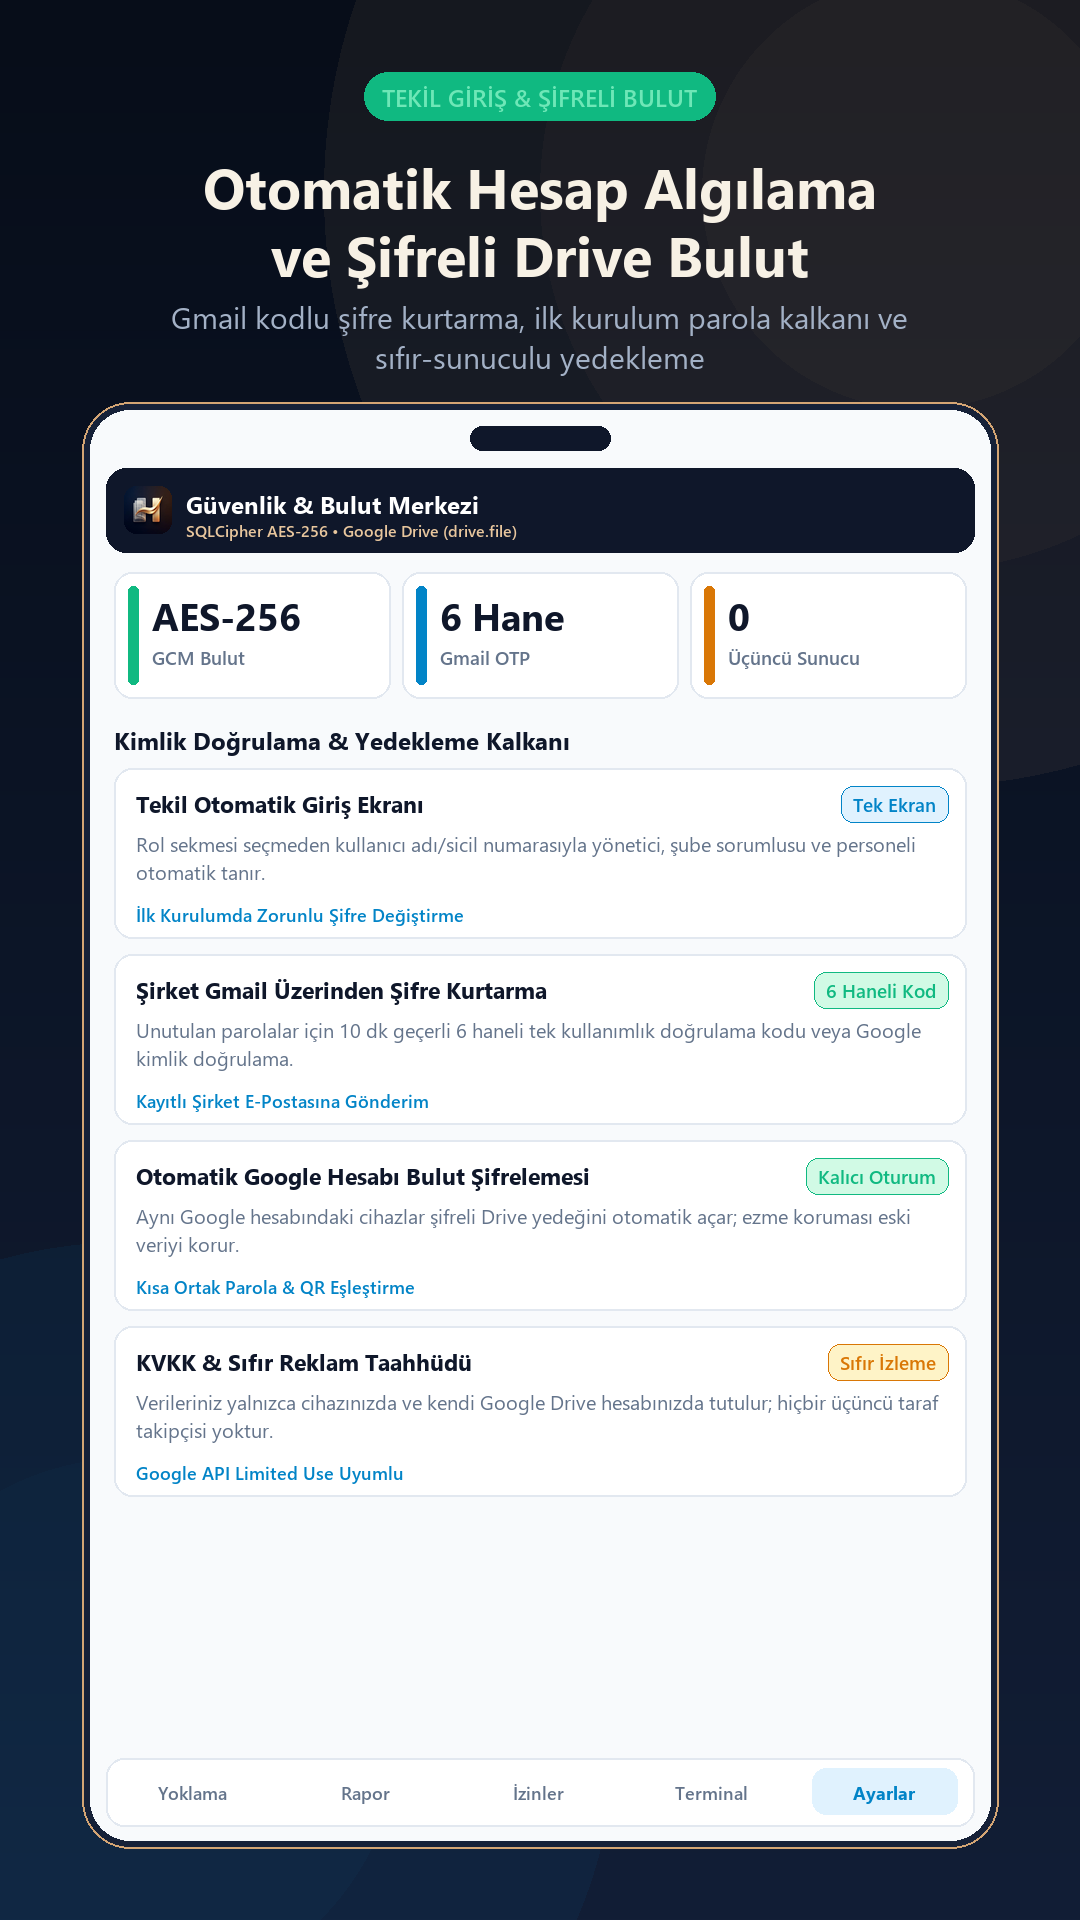 TEKİL GİRİŞ & ŞİFRELİ BULUT
Otomatik Hesap Algılama
ve Şifreli Drive Bulut
Gmail kodlu şifre kurtarma, ilk kurulum parola kalkanı ve
sıfır-sunuculu yedekleme
Güvenlik & Bulut Merkezi
SQLCipher AES-256 • Google Drive (drive.file)
AES-256
GCM Bulut
6 Hane
Gmail OTP
0
Üçüncü Sunucu
Kimlik Doğrulama & Yedekleme Kalkanı
Tekil Otomatik Giriş Ekranı
Tek Ekran
Rol sekmesi seçmeden kullanıcı adı/sicil numarasıyla yönetici, şube sorumlusu ve personeli
otomatik tanır.
İlk Kurulumda Zorunlu Şifre Değiştirme
Şirket Gmail Üzerinden Şifre Kurtarma
6 Haneli Kod
Unutulan parolalar için 10 dk geçerli 6 haneli tek kullanımlık doğrulama kodu veya Google
kimlik doğrulama.
Kayıtlı Şirket E-Postasına Gönderim
Otomatik Google Hesabı Bulut Şifrelemesi
Kalıcı Oturum
Aynı Google hesabındaki cihazlar şifreli Drive yedeğini otomatik açar; ezme koruması eski
veriyi korur.
Kısa Ortak Parola & QR Eşleştirme
KVKK & Sıfır Reklam Taahhüdü
Sıfır İzleme
Verileriniz yalnızca cihazınızda ve kendi Google Drive hesabınızda tutulur; hiçbir üçüncü taraf
takipçisi yoktur.
Google API Limited Use Uyumlu
Yoklama
Rapor
İzinler
Terminal
Ayarlar